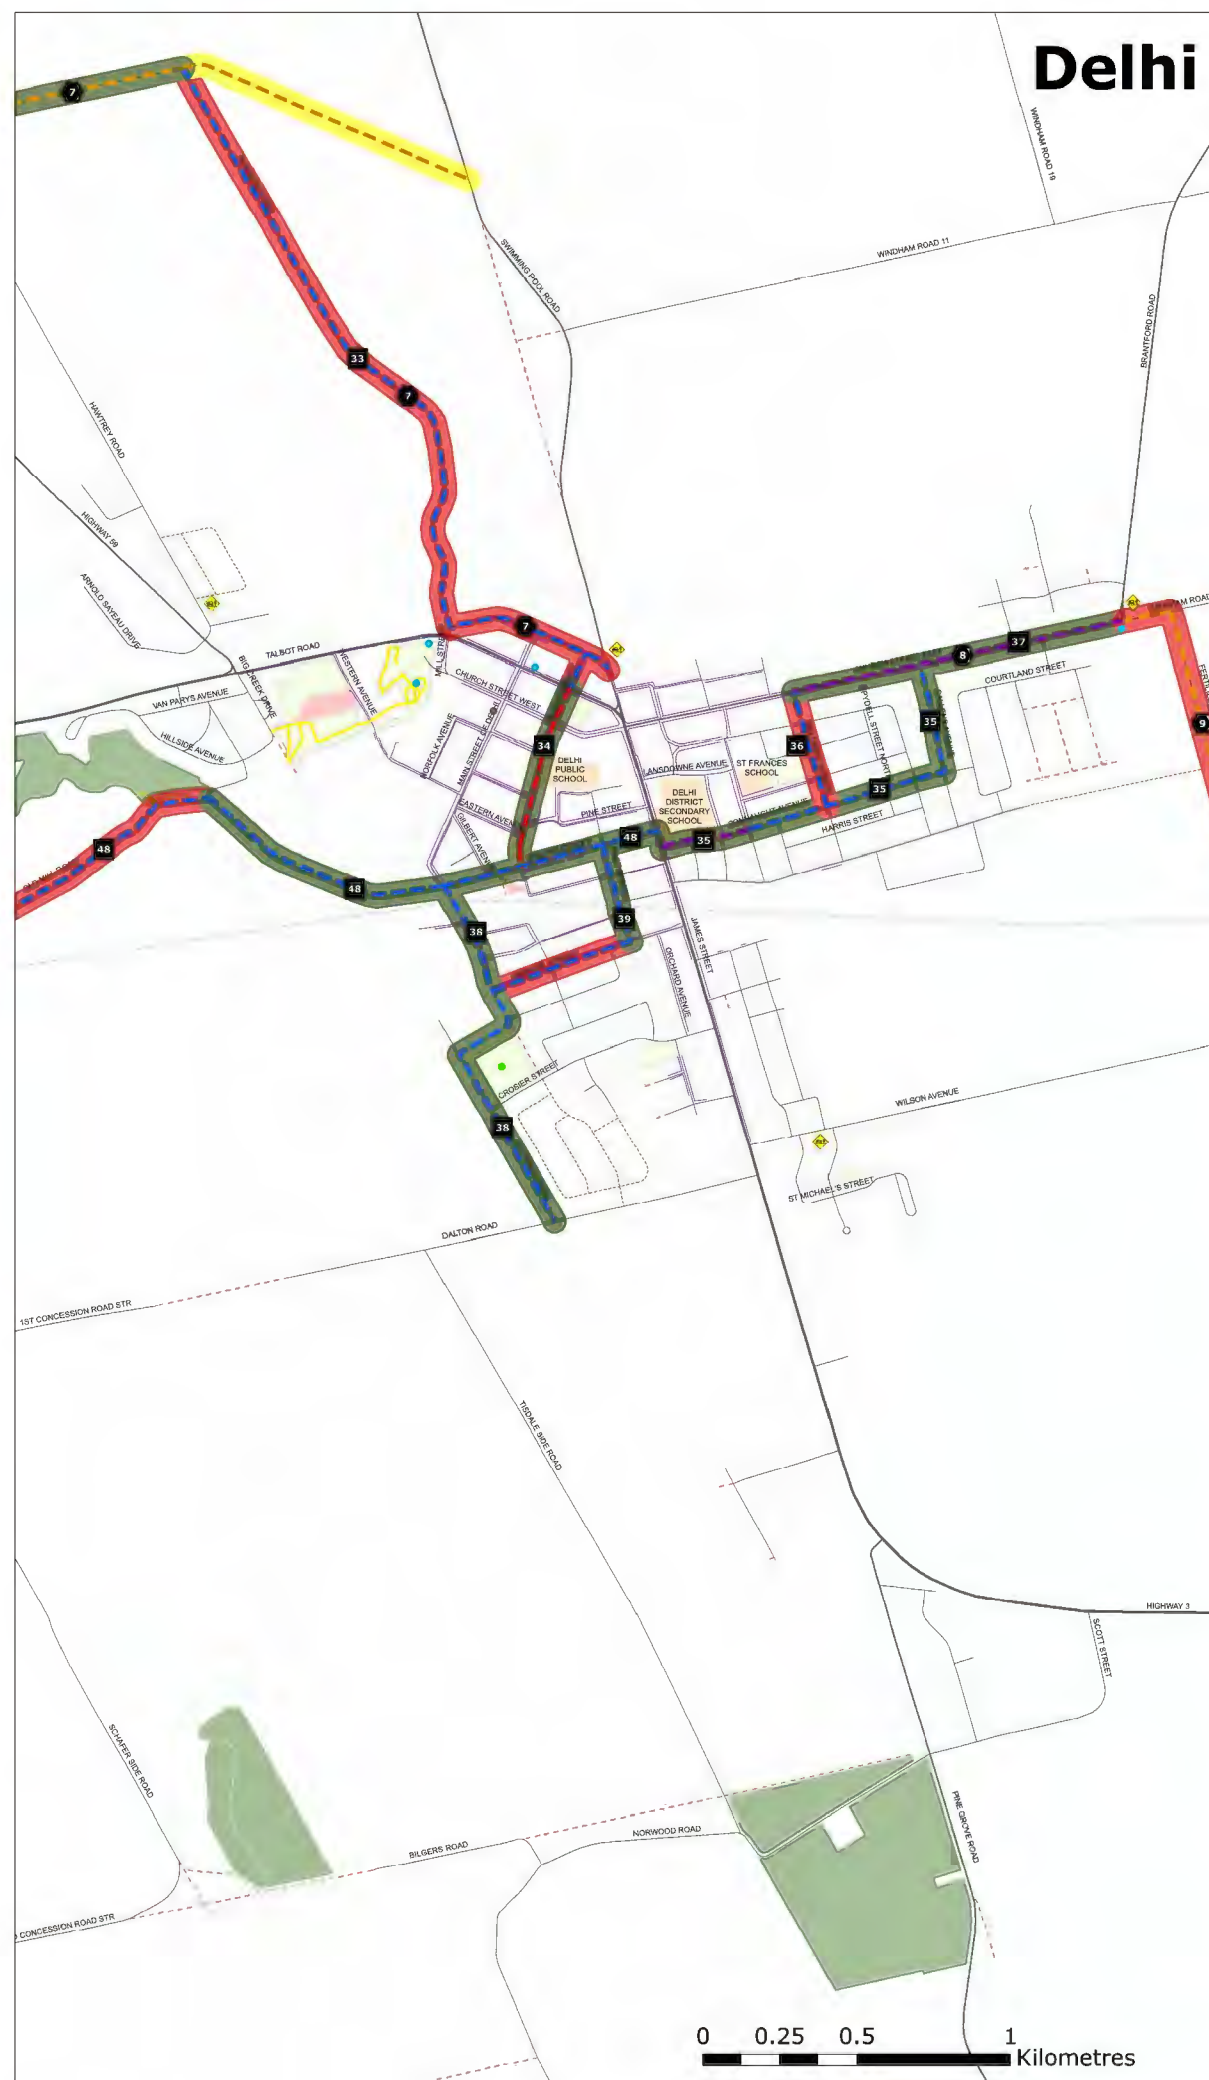 Delhi
7
WINDHAM ROAD 19
WINDHAM ROAD 11
SWIMMING POOL ROAD
BRANTFORD ROAD
33
7
HAWTREY ROAD
HIGHWAY 59
ARNOLD SAYEAU DRIVE
TALBOT ROAD
MILL STREET
7
BIG CREEK DRIVE
WESTERN AVENUE
CHURCH STREET WEST
VAN PARYS AVENUE
HILLSIDE AVENUE
NORFOLK AVENUE
MAIN STREET OF DELHI
34
DELHI
PUBLIC
SCHOOL
LANSDOWNE AVENUE
ST FRANCES
SCHOOL
DELHI
DISTRICT
SECONDARY
SCHOOL
36
35
8
37
COURTLAND STREET
9
35
HARRIS STREET
35
PINE STREET
EASTERN AVENUE
GILBERT AVENUE
48
48
48
39
38
JAMES STREET
ORCHARD AVENUE
CROSIER STREET
38
WILSON AVENUE
ST MICHAEL'S STREET
DALTON ROAD
1ST CONCESSION ROAD STR
TISDALE SIDE ROAD
HIGHWAY 3
SCOTT STREET
SCHAFER SIDE ROAD
PINE GROVE ROAD
NORWOOD ROAD
BILGERS ROAD
CONCESSION ROAD STR
0 0.25 0.5 1
Kilometres